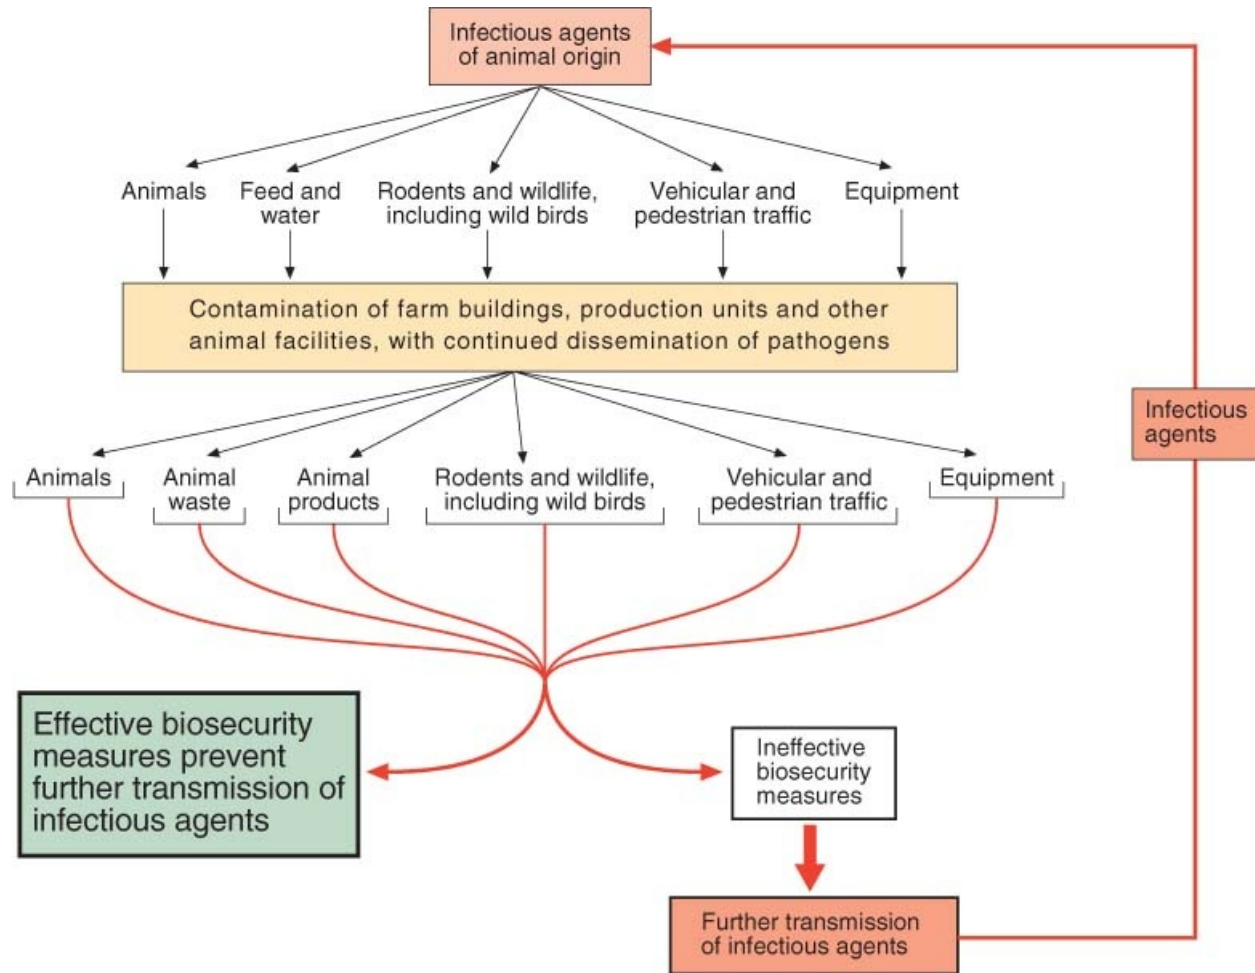 Infectious agents
of animal origin
Animals
Feed and
water
Rodents and wildlife,
including wild birds
Vehicular and
pedestrian traffic
Equipment
Contamination of farm buildings, production units and other
animal facilities, with continued dissemination of pathogens
Infectious
agents
Animals
Animal
waste
Animal
products
Rodents and wildlife,
including wild birds
Vehicular and
pedestrian traffic
Equipment
Effective biosecurity
measures prevent
further transmission of
infectious agents
Ineffective
biosecurity
measures
Further transmission
of infectious agents